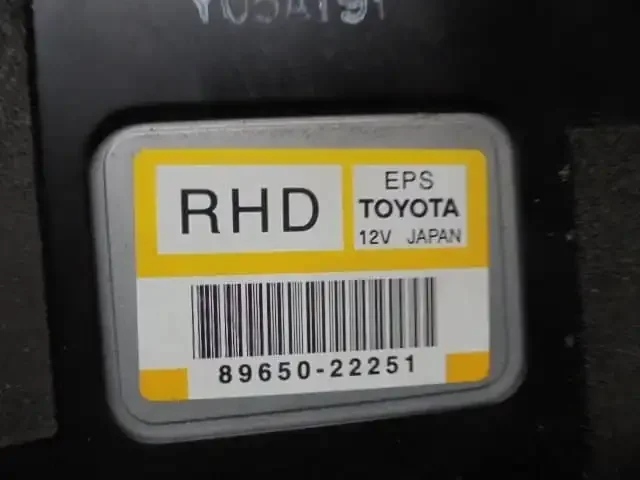 RHD
EPS
TOYOTA
12V JAPAN
89650-22251